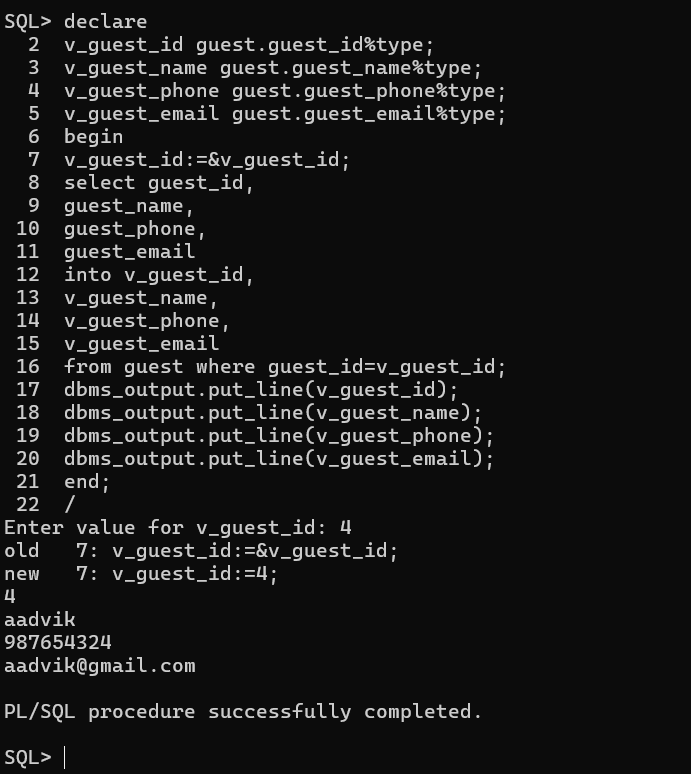 SQL> declare
  2  v_guest_id guest.guest_id%type;
  3  v_guest_name guest.guest_name%type;
  4  v_guest_phone guest.guest_phone%type;
  5  v_guest_email guest.guest_email%type;
  6  begin
  7  v_guest_id:=&v_guest_id;
  8  select guest_id,
  9  guest_name,
 10  guest_phone,
 11  guest_email
 12  into v_guest_id,
 13  v_guest_name,
 14  v_guest_phone,
 15  v_guest_email
 16  from guest where guest_id=v_guest_id;
 17  dbms_output.put_line(v_guest_id);
 18  dbms_output.put_line(v_guest_name);
 19  dbms_output.put_line(v_guest_phone);
 20  dbms_output.put_line(v_guest_email);
 21  end;
 22  /
Enter value for v_guest_id: 4
old   7: v_guest_id:=&v_guest_id;
new   7: v_guest_id:=4;
4
aadvik
987654324
aadvik@gmail.com

PL/SQL procedure successfully completed.

SQL>